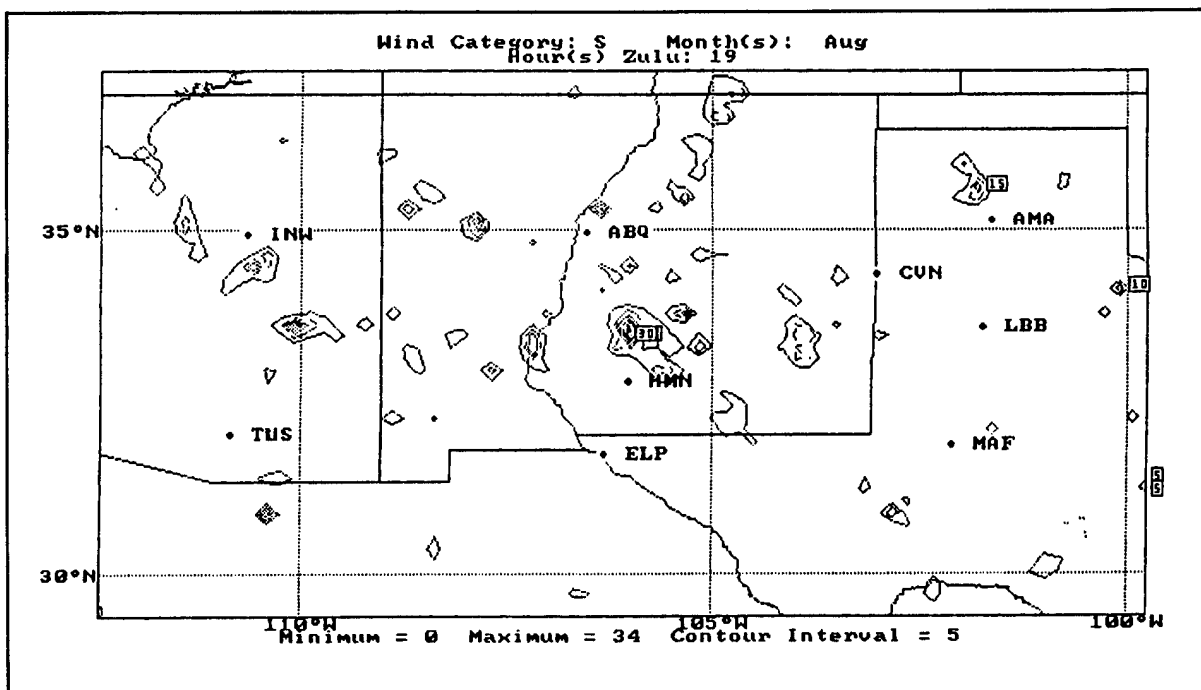 Wind Category: S Month(s): Aug
Hour(s) Zulu: 19
15
AMA
35°N
INW
ABQ
CVN
10
LBB
30
HMN
TUS
ELP
MAF
5
5
30°N
110°W
105°W
100°W
Minimum = 0 Maximum = 34 Contour Interval = 5